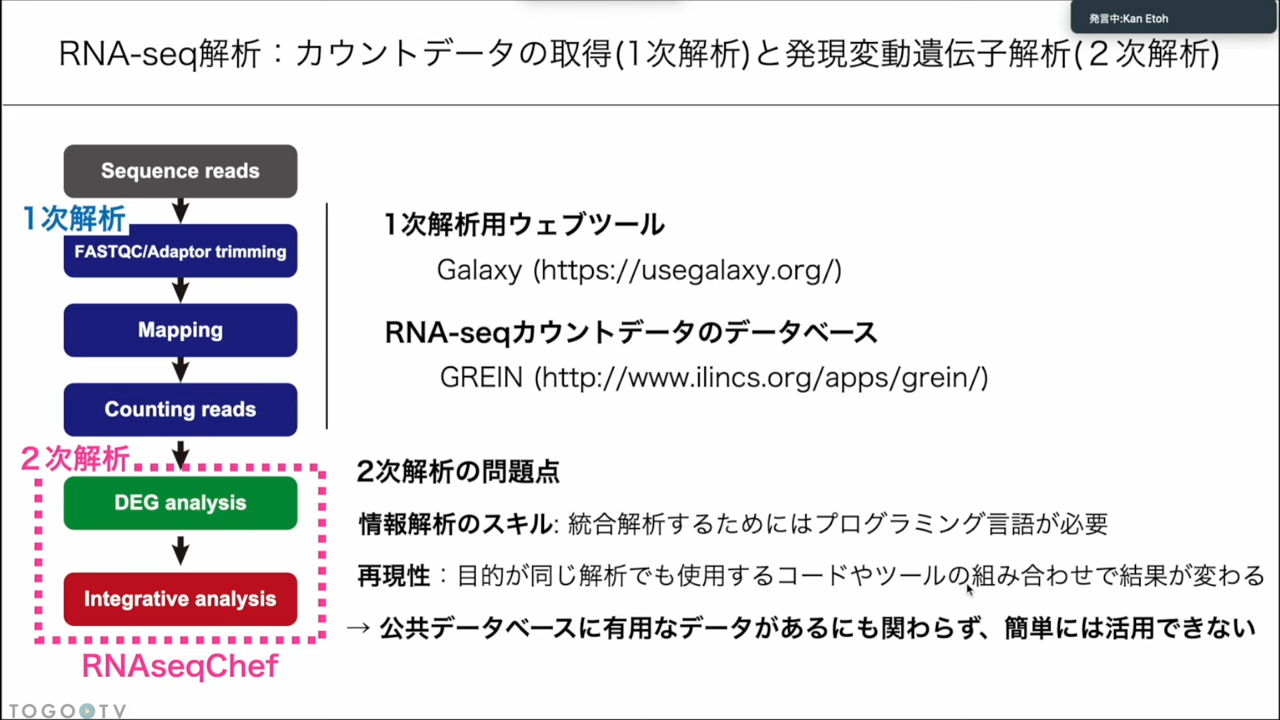 発言中:Kan Etoh
RNA-seq解析：カウントデータの取得(1次解析)と発現変動遺伝子解析(２次解析)
Sequence reads
1次解析
FASTQC/Adaptor trimming
Mapping
Counting reads
２次解析
DEG analysis
Integrative analysis
RNAseqChef
1次解析用ウェブツール
Galaxy (https://usegalaxy.org/)
RNA-seqカウントデータのデータベース
GREIN (http://www.ilincs.org/apps/grein/)
2次解析の問題点
情報解析のスキル: 統合解析するためにはプログラミング言語が必要
再現性：目的が同じ解析でも使用するコードやツールの組み合わせで結果が変わる
→ 公共データベースに有用なデータがあるにも関わらず、簡単には活用できない
TOGO TV